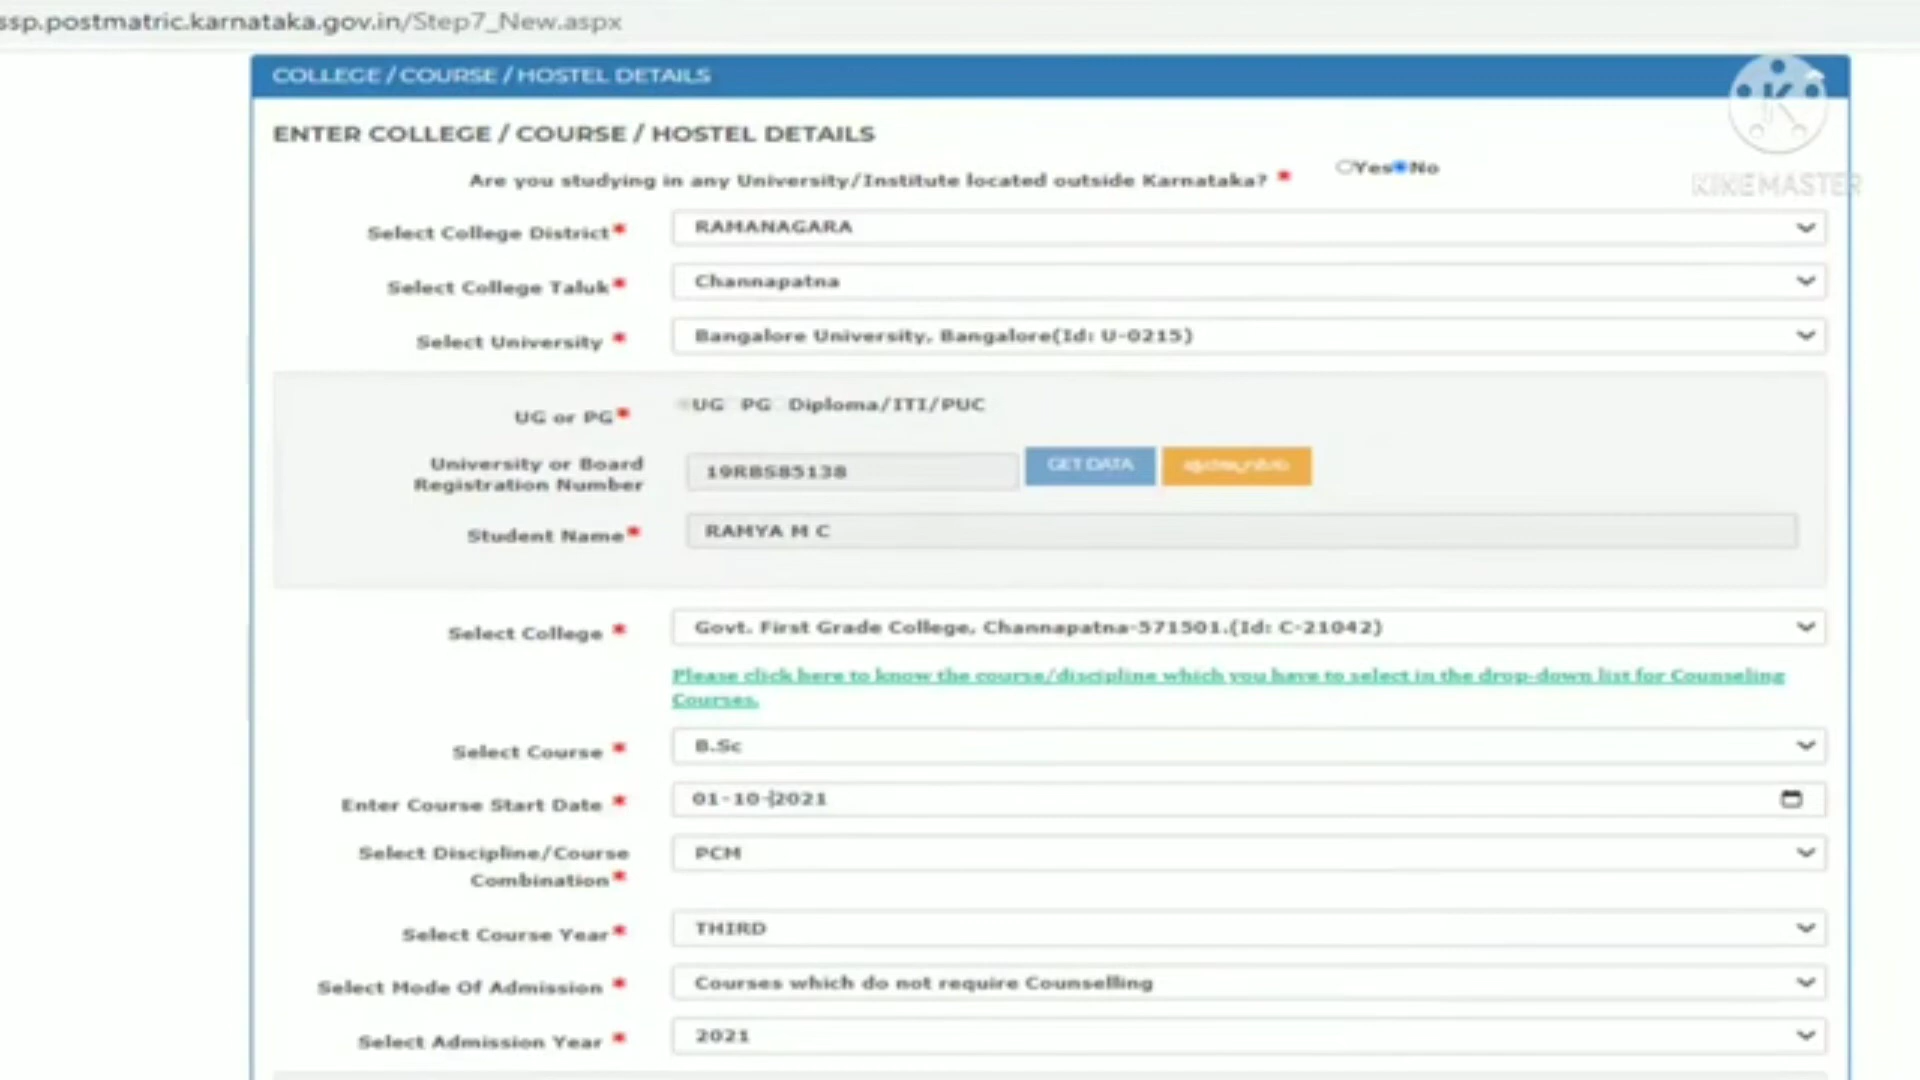 ssp.postmatric.karnataka.gov.in/Step7_New.aspx
COLLEGE / COURSE / HOSTEL DETAILS
ENTER COLLEGE / COURSE / HOSTEL DETAILS
Are you studying in any University/Institute located outside Karnataka? * Yes No
KINEMASTER
Select College District* RAMANAGARA
Select College Taluk* Channapatna
Select University * Bangalore University, Bangalore(Id: U-0215)
UG or PG* UG PG Diploma/ITI/PUC
University or Board
Registration Number 19RBS85138 GET DATA
Student Name* RAMYA M C
Select College * Govt. First Grade College, Channapatna-571501.(Id: C-21042)
Please click here to know the course/discipline which you have to select in the drop-down list for Counseling
Courses.
Select Course * B.Sc
Enter Course Start Date * 01-10-2021
Select Discipline/Course
Combination* PCM
Select Course Year* THIRD
Select Mode Of Admission * Courses which do not require Counselling
Select Admission Year * 2021